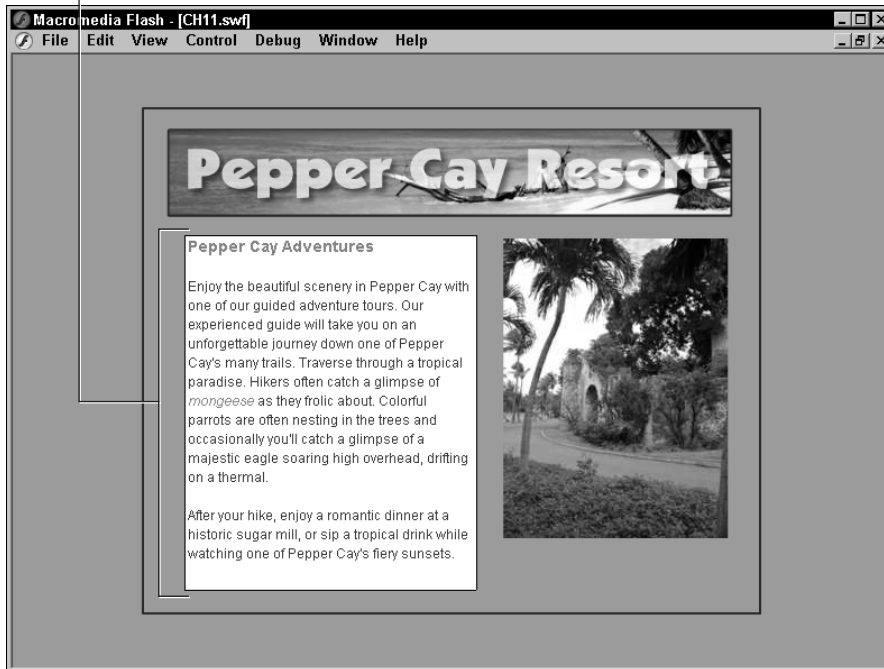 Macromedia Flash - [CH11.swf]
File Edit View Control Debug Window Help
Pepper Cay Resort
Pepper Cay Adventures
Enjoy the beautiful scenery in Pepper Cay with
one of our guided adventure tours. Our
experienced guide will take you on an
unforgettable journey down one of Pepper
Cay's many trails. Traverse through a tropical
paradise. Hikers often catch a glimpse of
mongeese as they frolic about. Colorful
parrots are often nesting in the trees and
occasionally you'll catch a glimpse of a
majestic eagle soaring high overhead, drifting
on a thermal.
After your hike, enjoy a romantic dinner at a
historic sugar mill, or sip a tropical drink while
watching one of Pepper Cay's fiery sunsets.